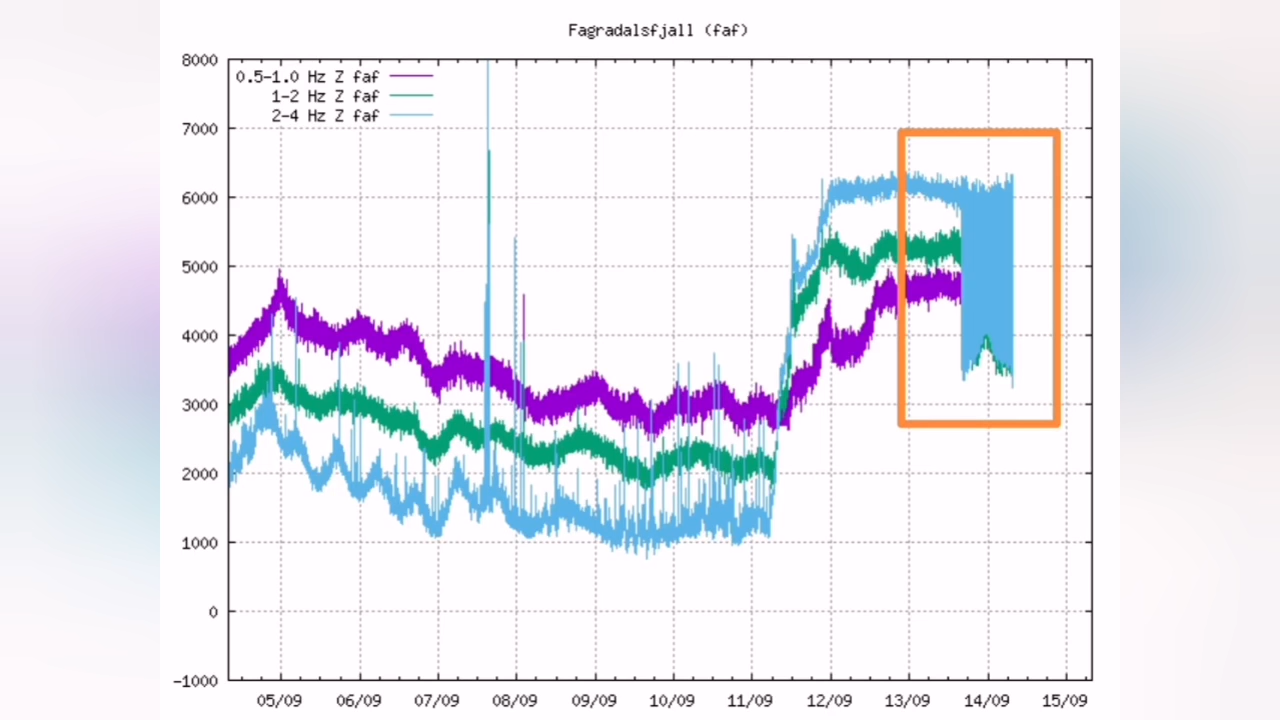 Fagradalsfjall (faf)
8000
0.5-1.0 Hz Z faf
1-2 Hz Z faf
2-4 Hz Z faf
7000
6000
5000
4000
3000
2000
1000
0
-1000
05/09 06/09 07/09 08/09 09/09 10/09 11/09 12/09 13/09 14/09 15/09